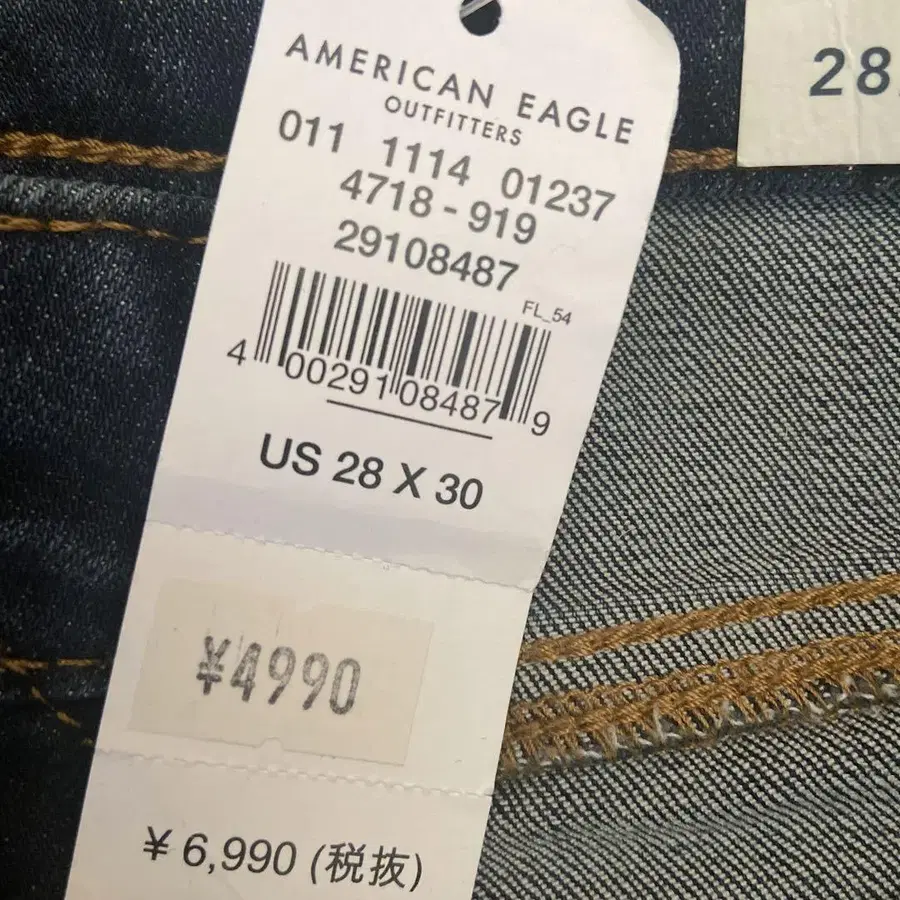 AMERICAN EAGLE
OUTFITTERS
011 1114 01237
4718 - 919
29108487
FL_54
4 00291 08487 9
US 28 X 30
¥4990
¥ 6,990 (税抜)
28